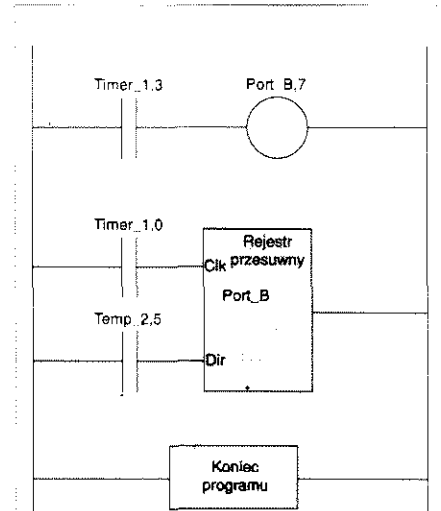 Timer_1,3
Port_B,7
Timer_1,0
Rejestr
przesuwny
Clk
Port_B
Temp_2,5
Dir
Koniec
programu